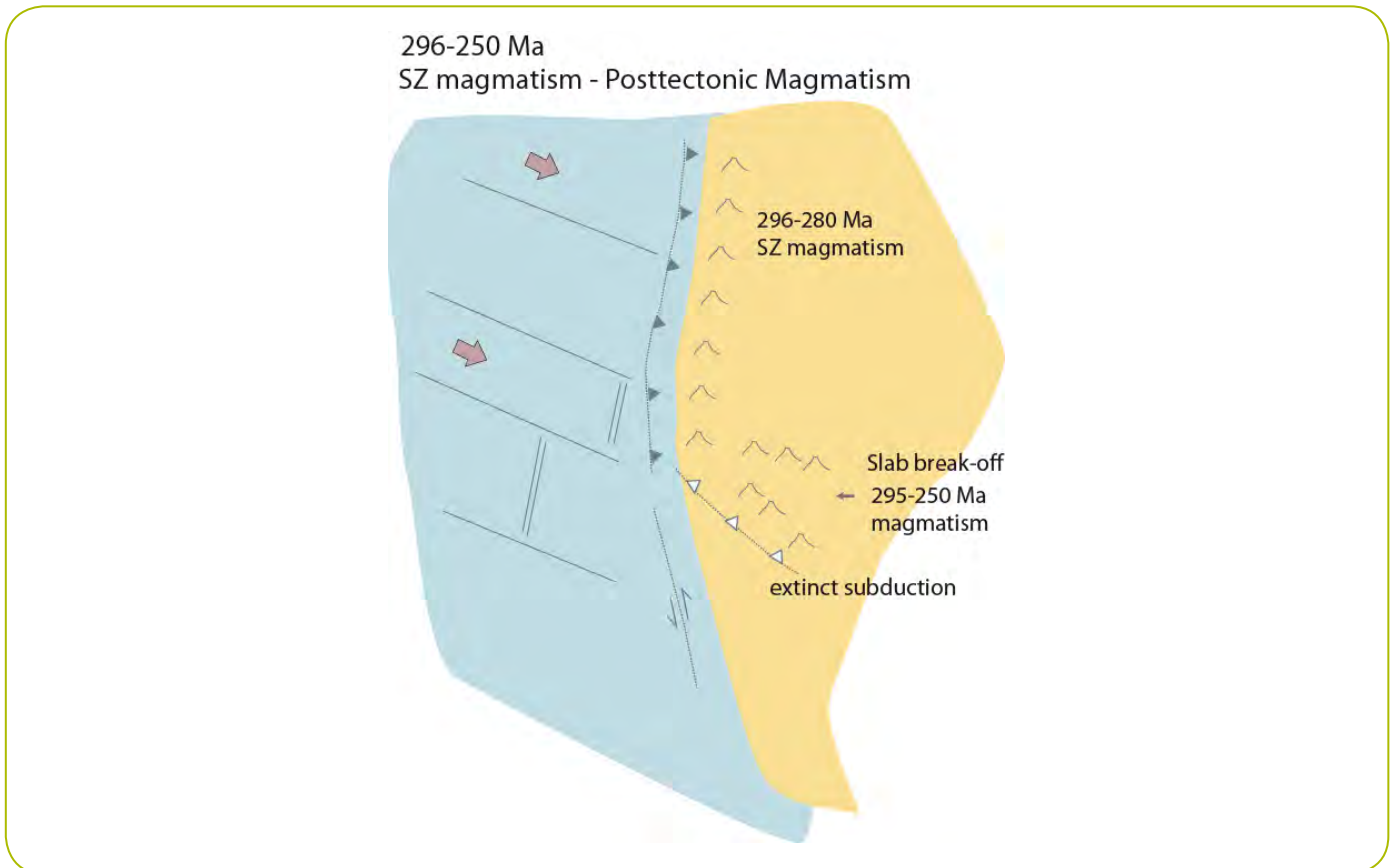 296-250 Ma
SZ magmatism - Posttectonic Magmatism
296-280 Ma
SZ magmatism
Slab break-off
295-250 Ma
magmatism
extinct subduction